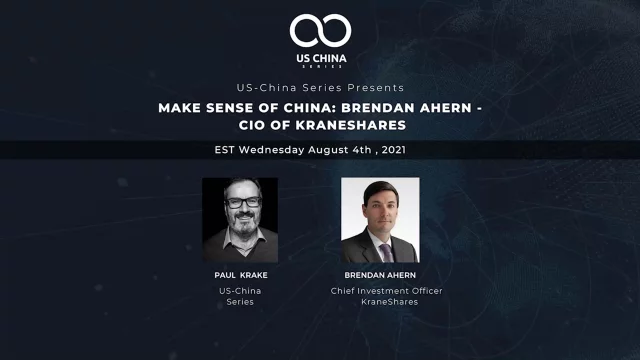 US CHINA
SERIES
US-China Series Presents
MAKE SENSE OF CHINA: BRENDAN AHERN -
CIO OF KRANESHARES
EST Wednesday August 4th , 2021
PAUL KRAKE
BRENDAN AHERN
US-China
Series
Chief Investment Officer
KraneShares